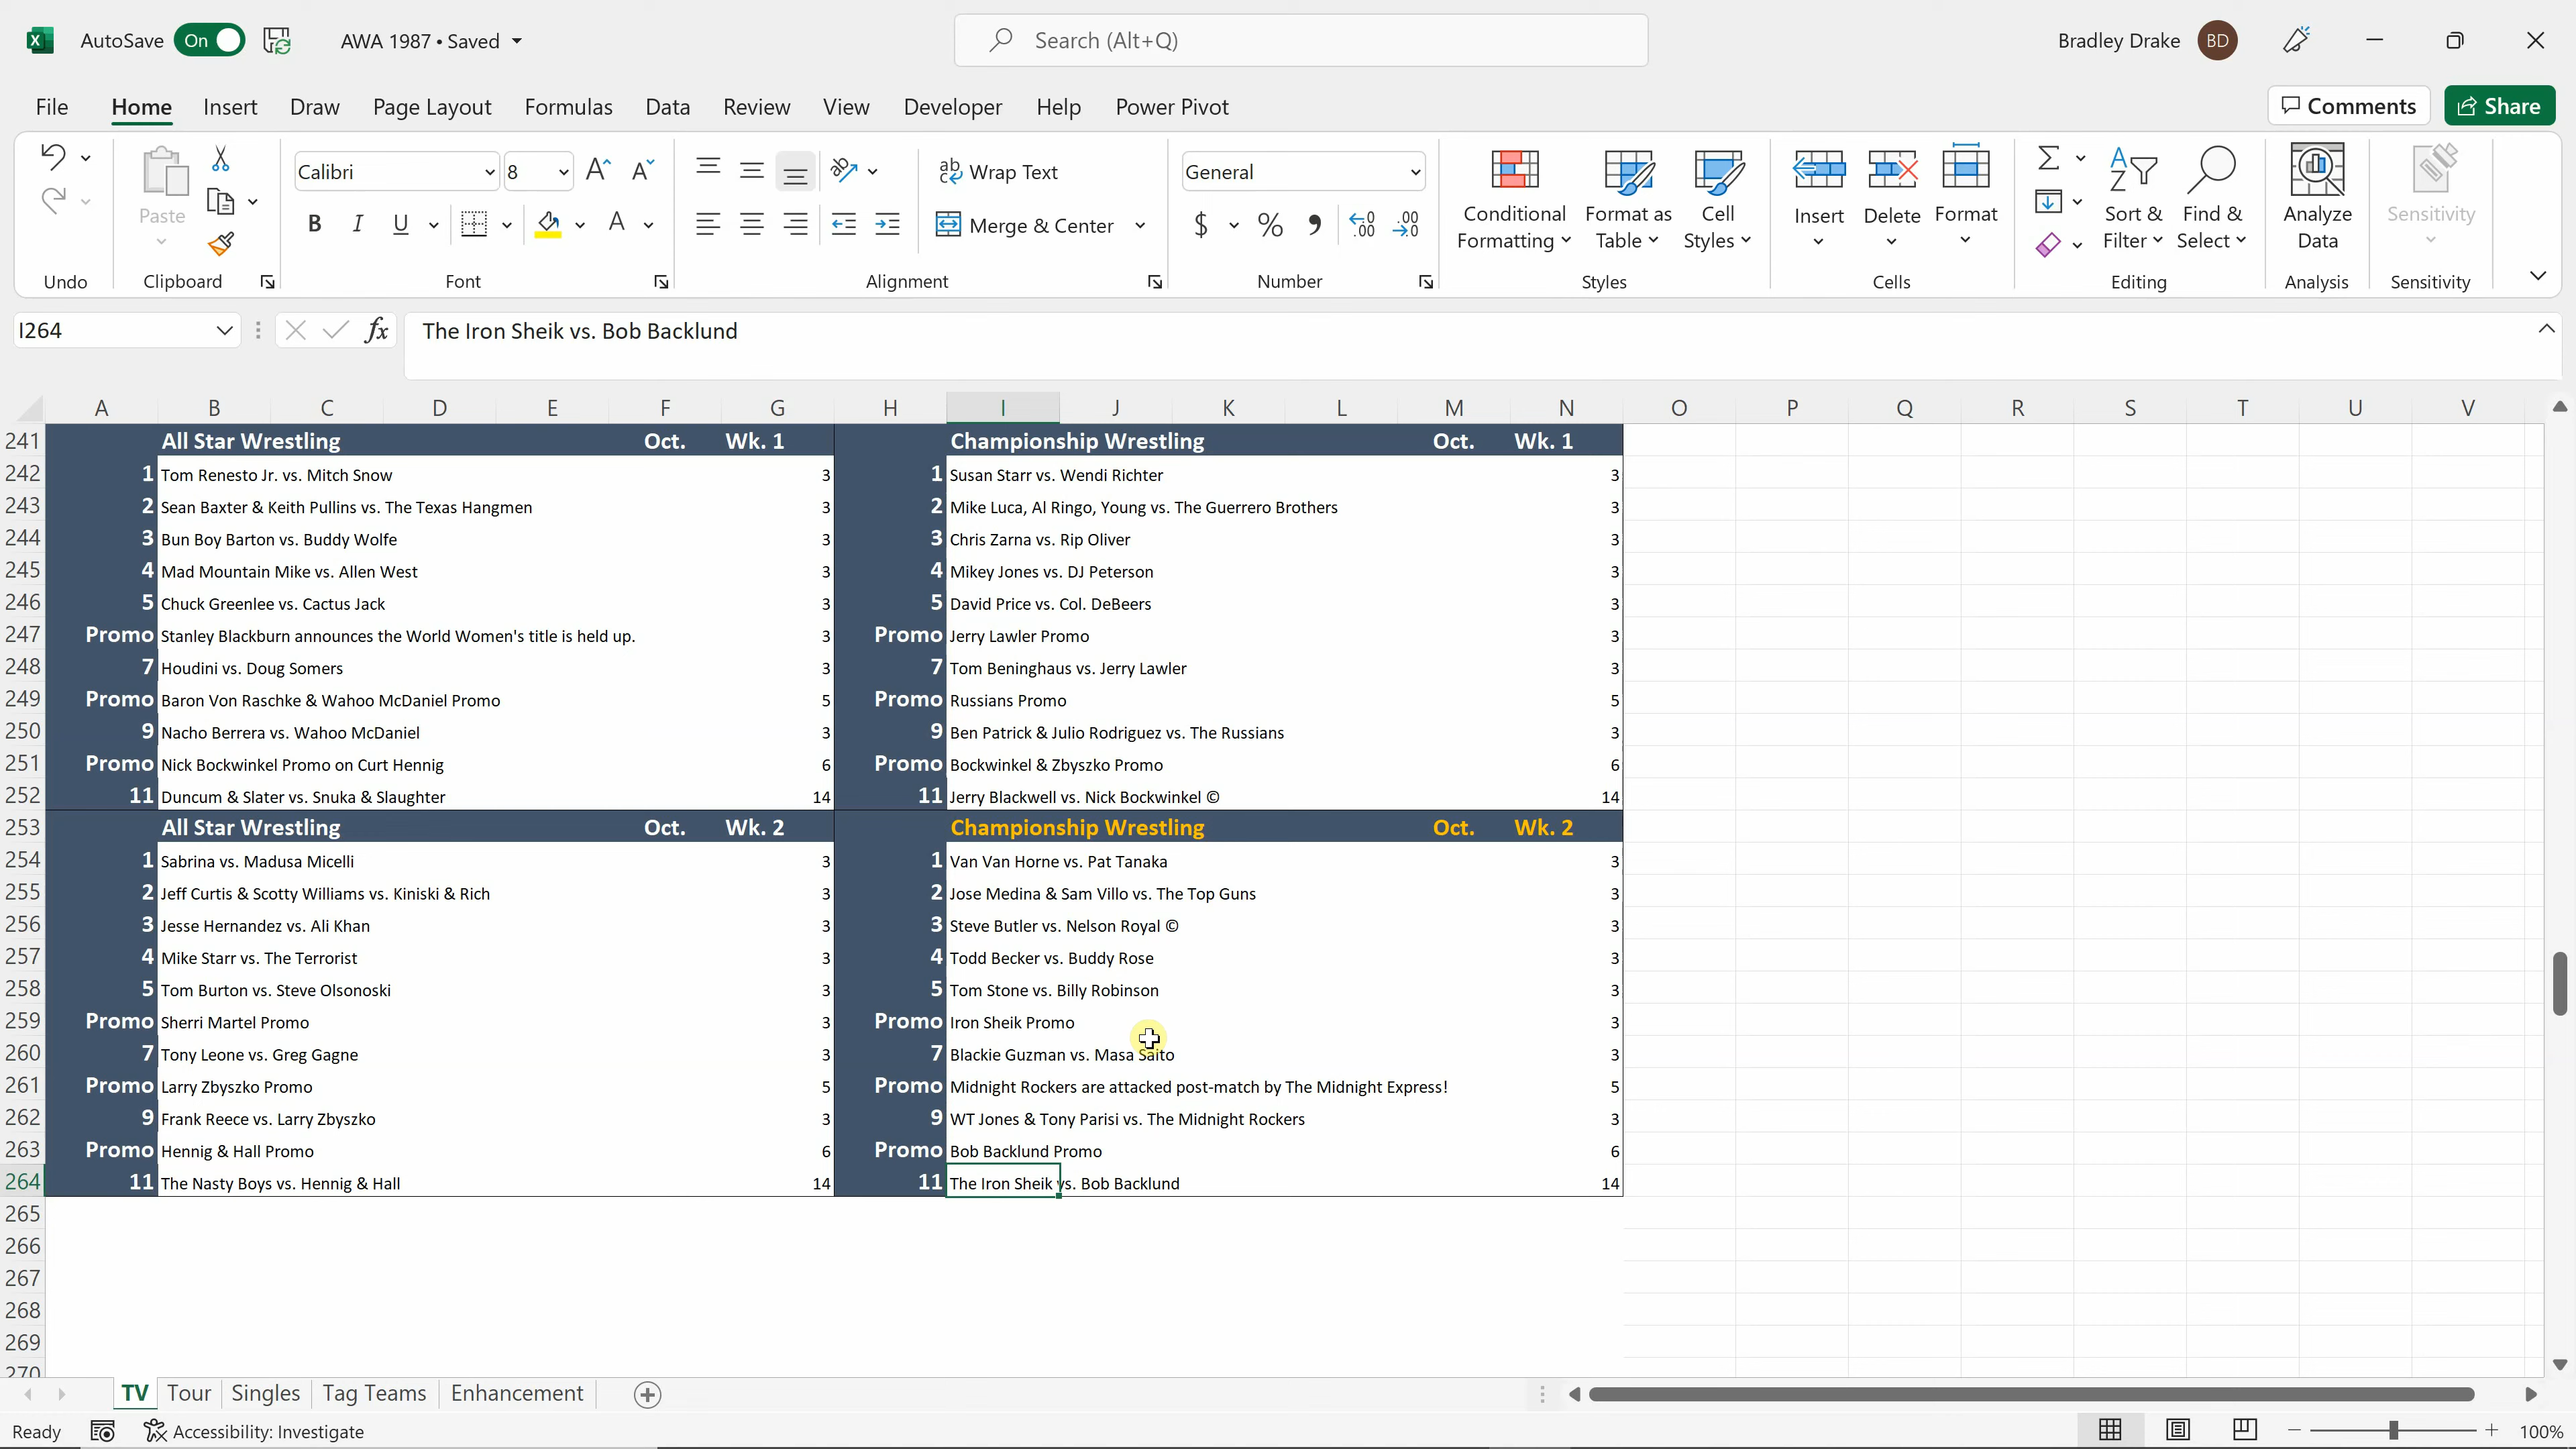 AutoSave On AWA 1987 • Saved Search (Alt+Q) Bradley Drake BD
File Home Insert Draw Page Layout Formulas Data Review View Developer Help Power Pivot Comments Share
Calibri 8 Wrap Text General
Paste Merge & Center $ % Conditional Formatting Format as Table Cell Styles Insert Delete Format Sort & Filter Find & Select Analyze Data Sensitivity
Undo Clipboard Font Alignment Number Styles Cells Editing Analysis Sensitivity
I264 fx The Iron Sheik vs. Bob Backlund
A B C D E F G H I J K L M N O P Q R S T U V
241 All Star Wrestling Oct. Wk. 1 Championship Wrestling Oct. Wk. 1
242 1 Tom Renesto Jr. vs. Mitch Snow 3 1 Susan Starr vs. Wendi Richter 3
243 2 Sean Baxter & Keith Pullins vs. The Texas Hangmen 3 2 Mike Luca, Al Ringo, Young vs. The Guerrero Brothers 3
244 3 Bun Boy Barton vs. Buddy Wolfe 3 3 Chris Zarna vs. Rip Oliver 3
245 4 Mad Mountain Mike vs. Allen West 3 4 Mikey Jones vs. DJ Peterson 3
246 5 Chuck Greenlee vs. Cactus Jack 3 5 David Price vs. Col. DeBeers 3
247 Promo Stanley Blackburn announces the World Women's title is held up. 3 Promo Jerry Lawler Promo 3
248 7 Houdini vs. Doug Somers 3 7 Tom Beninghaus vs. Jerry Lawler 3
249 Promo Baron Von Raschke & Wahoo McDaniel Promo 5 Promo Russians Promo 5
250 9 Nacho Berrera vs. Wahoo McDaniel 3 9 Ben Patrick & Julio Rodriguez vs. The Russians 3
251 Promo Nick Bockwinkel Promo on Curt Hennig 6 Promo Bockwinkel & Zbyszko Promo 6
252 11 Duncum & Slater vs. Snuka & Slaughter 14 11 Jerry Blackwell vs. Nick Bockwinkel © 14
253 All Star Wrestling Oct. Wk. 2 Championship Wrestling Oct. Wk. 2
254 1 Sabrina vs. Madusa Micelli 3 1 Van Van Horne vs. Pat Tanaka 3
255 2 Jeff Curtis & Scotty Williams vs. Kiniski & Rich 3 2 Jose Medina & Sam Villo vs. The Top Guns 3
256 3 Jesse Hernandez vs. Ali Khan 3 3 Steve Butler vs. Nelson Royal © 3
257 4 Mike Starr vs. The Terrorist 3 4 Todd Becker vs. Buddy Rose 3
258 5 Tom Burton vs. Steve Olsonoski 3 5 Tom Stone vs. Billy Robinson 3
259 Promo Sherri Martel Promo 3 Promo Iron Sheik Promo 3
260 7 Tony Leone vs. Greg Gagne 3 7 Blackie Guzman vs. Masa Saito 3
261 Promo Larry Zbyszko Promo 5 Promo Midnight Rockers are attacked post-match by The Midnight Express! 5
262 9 Frank Reece vs. Larry Zbyszko 3 9 WT Jones & Tony Parisi vs. The Midnight Rockers 3
263 Promo Hennig & Hall Promo 6 Promo Bob Backlund Promo 6
264 11 The Nasty Boys vs. Hennig & Hall 14 11 The Iron Sheik vs. Bob Backlund 14
265
266
267
268
269
270
TV Tour Singles Tag Teams Enhancement
Ready Accessibility: Investigate 100%